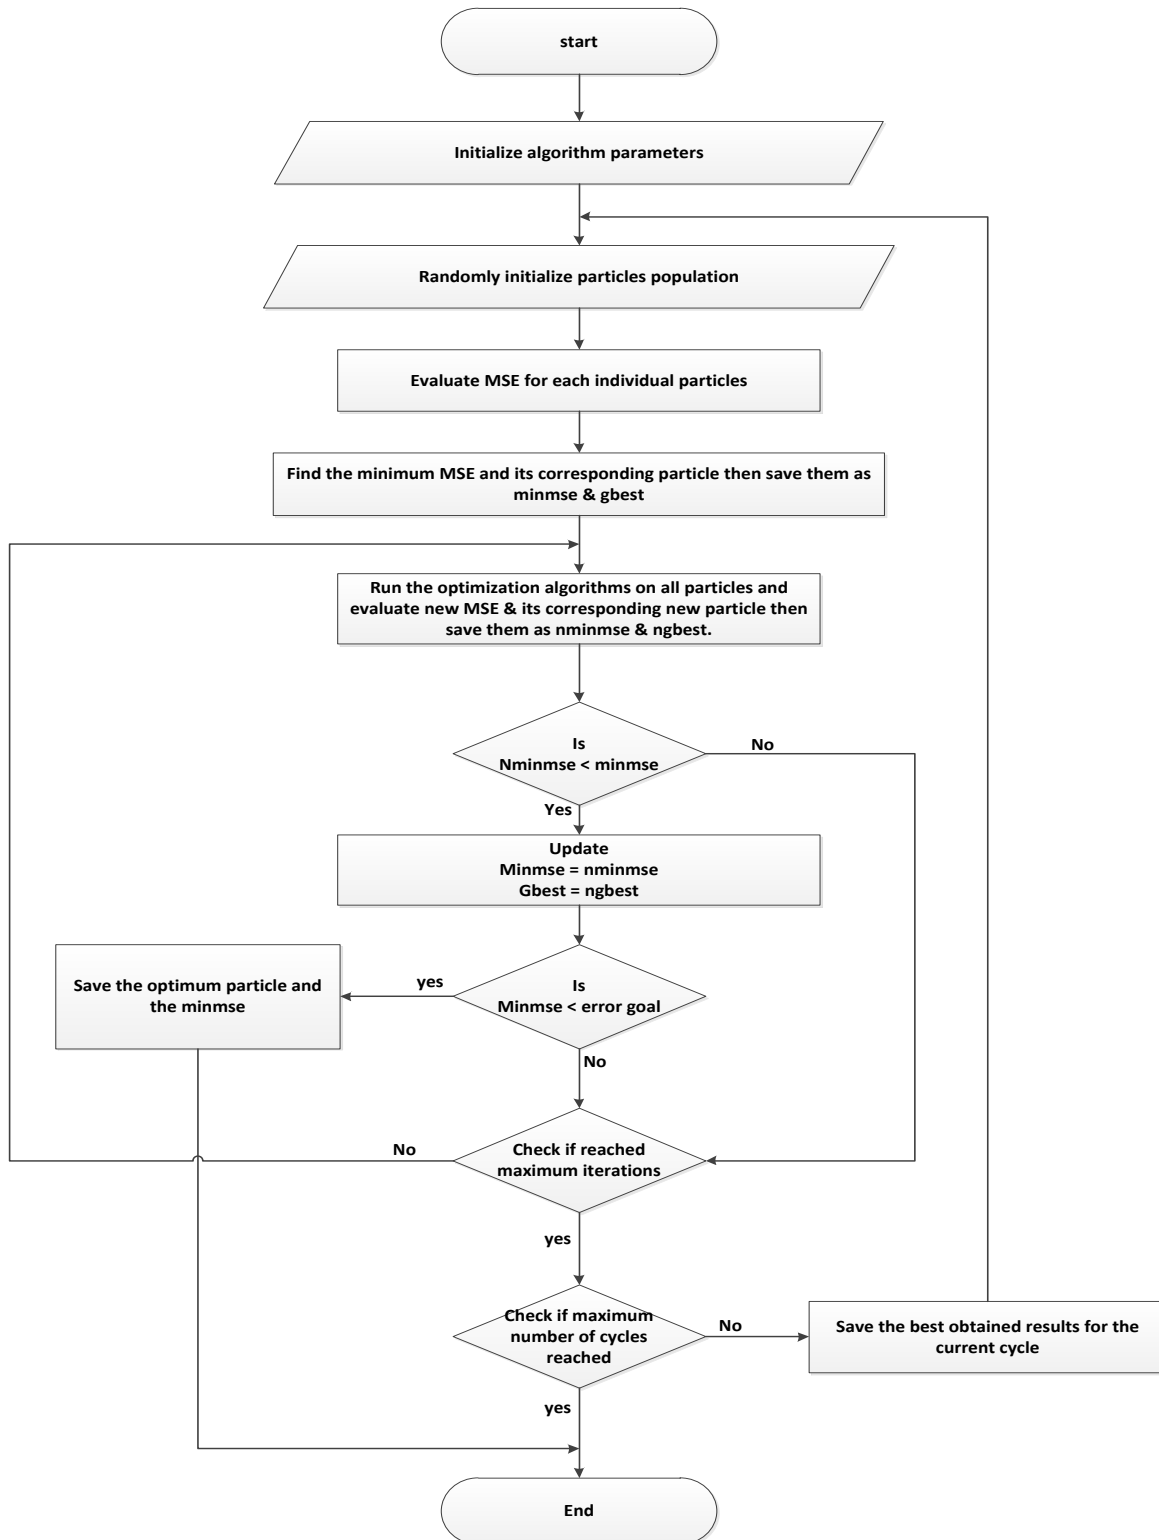 start
Initialize algorithm parameters
Randomly initialize particles population
Evaluate MSE for each individual particles
Find the minimum MSE and its corresponding particle then save them as
minmse & gbest
Run the optimization algorithms on all particles and
evaluate new MSE & its corresponding new particle then
save them as nminmse & ngbest.
Is
Nminmse < minmse
No
Yes
Update
Minmse = nminmse
Gbest = ngbest
Save the optimum particle and
the minmse
yes
Is
Minmse < error goal
No
No
Check if reached
maximum iterations
yes
Check if maximum
number of cycles
reached
No
Save the best obtained results for the
current cycle
yes
End